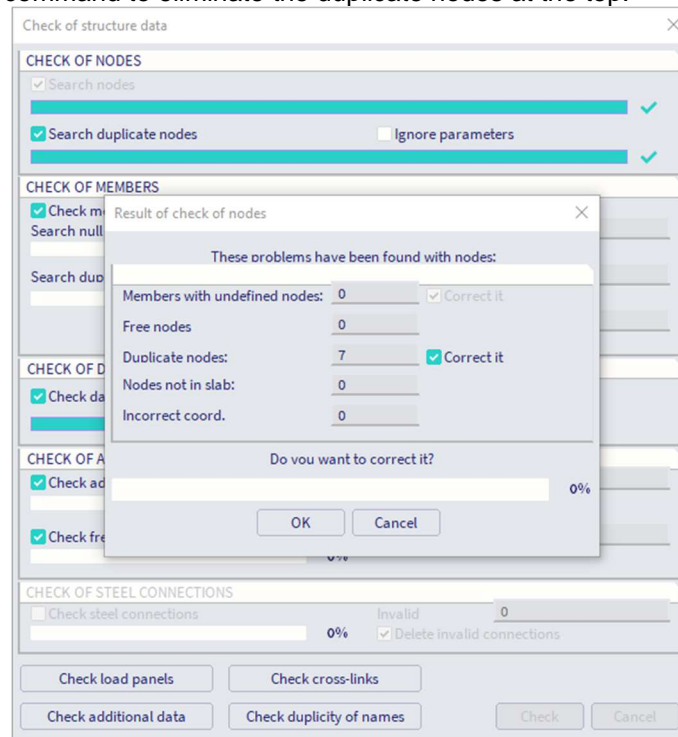 command to eliminate the duplicate nodes at the top.
Check of structure data
CHECK OF NODES
Search nodes
Search duplicate nodes Ignore parameters
CHECK OF MEMBERS
Check me
Search null
Search dup
Result of check of nodes
These problems have been found with nodes:
Members with undefined nodes: 0 Correct it
Free nodes 0
Duplicate nodes: 7 Correct it
Nodes not in slab: 0
Incorrect coord. 0
Do you want to correct it?
0%
OK Cancel
CHECK OF D
Check da
CHECK OF A
Check ad
Check fre
0%
CHECK OF STEEL CONNECTIONS
Check steel connections Invalid 0
0% Delete invalid connections
Check load panels Check cross-links
Check additional data Check duplicity of names Check Cancel